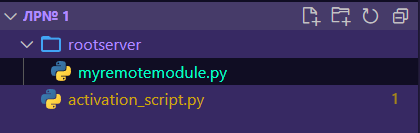 ЛР№ 1
rootserver
myremotemodule.py
activation_script.py 1